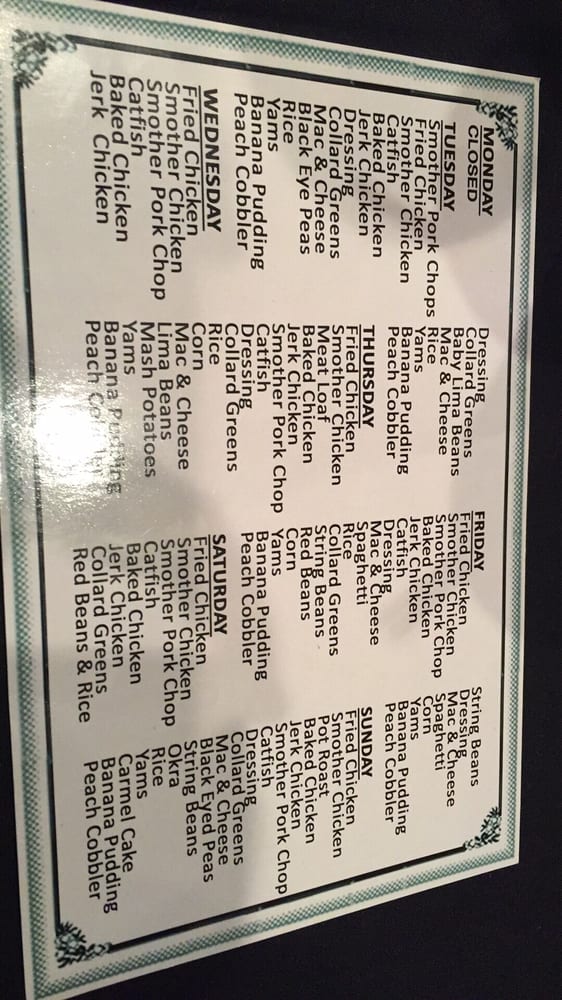 MONDAY
CLOSED
TUESDAY
Smother Pork Chops
Fried Chicken
Smother Chicken
Catfish
Baked Chicken
Jerk Chicken
Dressing
Collard Greens
Mac & Cheese
Black Eye Peas
Rice
Yams
Banana Pudding
Peach Cobbler
WEDNESDAY
Fried Chicken
Smother Chicken
Smother Pork Chop
Catfish
Baked Chicken
Jerk Chicken
Dressing
Collard Greens
Baby Lima Beans
Mac & Cheese
Rice
Yams
Banana Pudding
Peach Cobbler
THURSDAY
Fried Chicken
Smother Chicken
Meat Loaf
Baked Chicken
Jerk Chicken
Smother Pork Chop
Catfish
Dressing
Collard Greens
Rice
Corn
Mac & Cheese
Lima Beans
Mash Potatoes
Yams
Banana Pudding
Peach Cobbler
FRIDAY
Fried Chicken
Smother Chicken
Smother Pork Chop
Baked Chicken
Jerk Chicken
Catfish
Dressing
Mac & Cheese
Spaghetti
Rice
Collard Greens
String Beans
Red Beans
Corn
Yams
Banana Pudding
Peach Cobbler
SATURDAY
Fried Chicken
Smother Chicken
Smother Pork Chop
Catfish
Baked Chicken
Jerk Chicken
Collard Greens
Red Beans & Rice
String Beans
Dressing
Mac & Cheese
Spaghetti
Corn
Yams
Banana Pudding
Peach Cobbler
SUNDAY
Fried Chicken
Smother Chicken
Pot Roast
Baked Chicken
Jerk Chicken
Smother Pork Chop
Catfish
Dressing
Collard Greens
Mac & Cheese
Black Eyed Peas
String Beans
Okra
Rice
Yams
Carmel Cake
Banana Pudding
Peach Cobbler